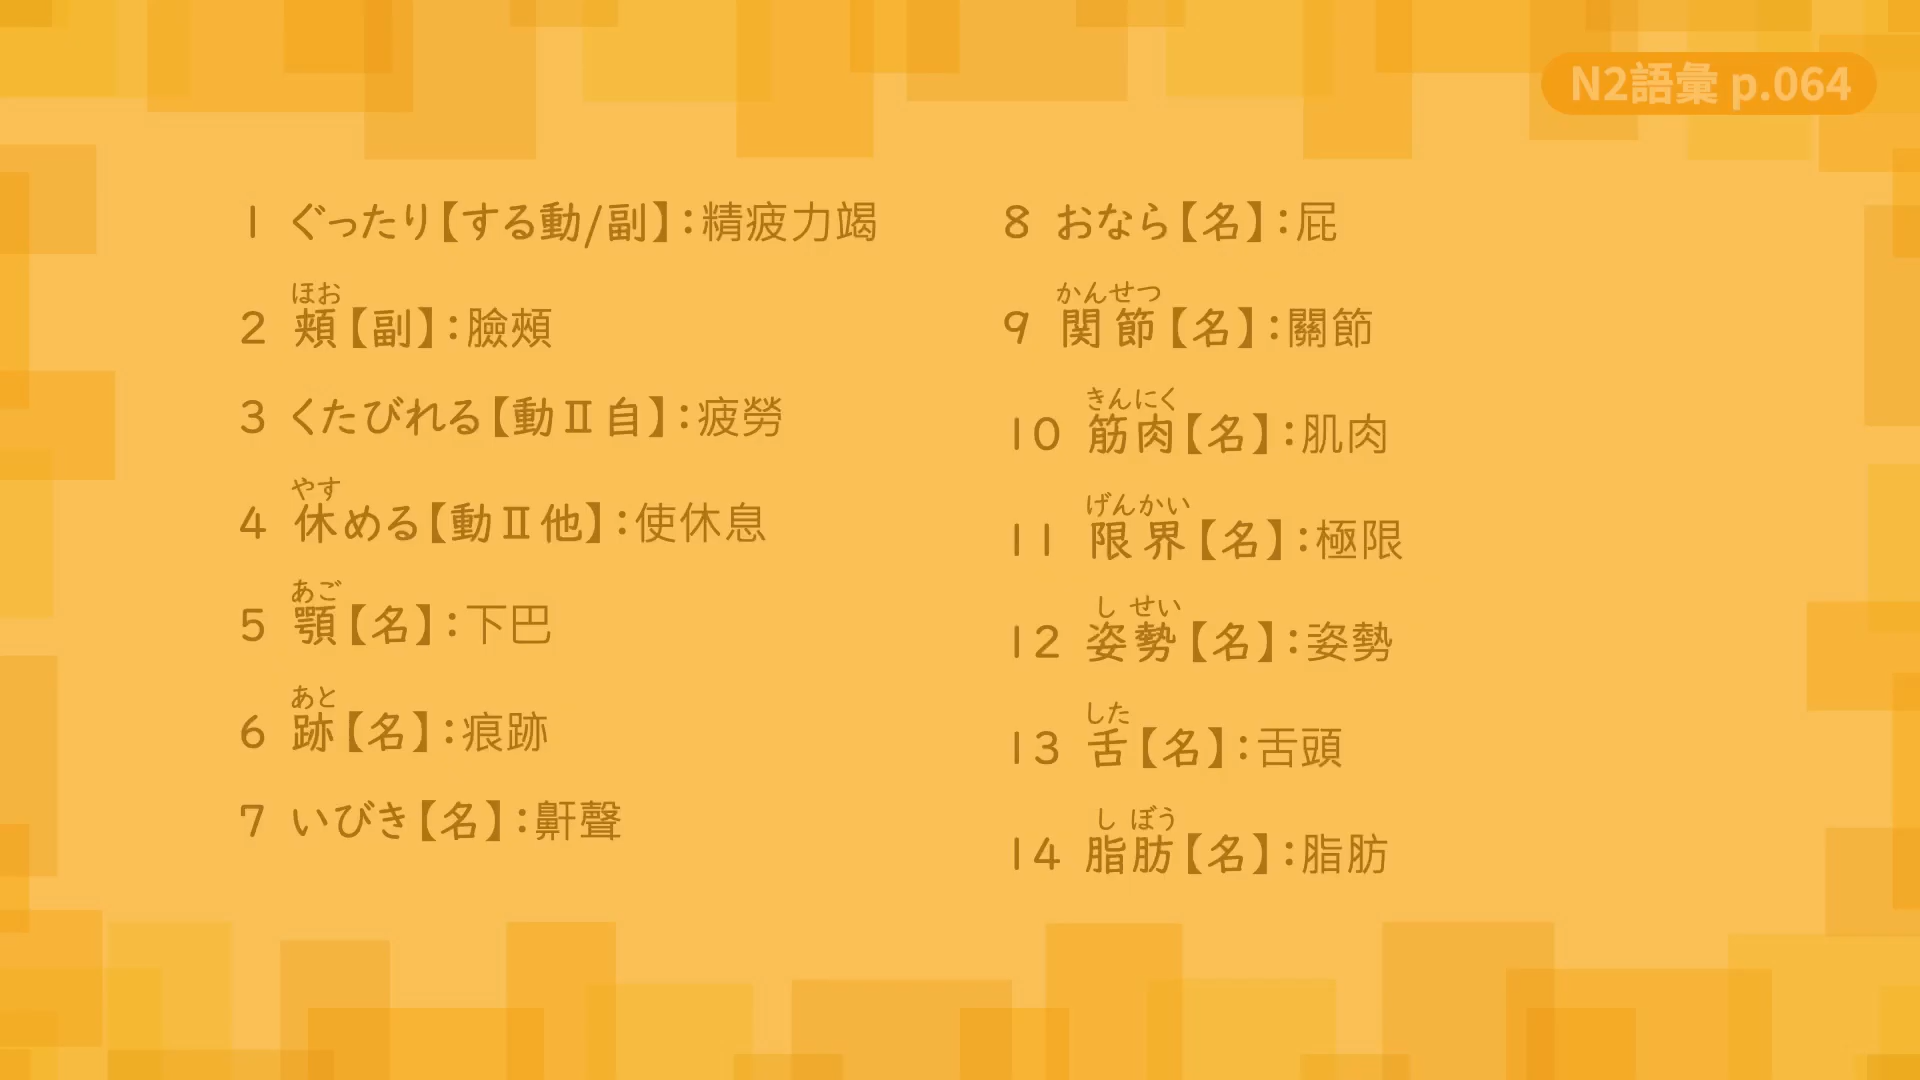 N2語彙 p.064
1 ぐったり【する動/副】：精疲力竭
ほお
2 頬【副】：臉頰
3 くたびれる【動Ⅱ自】：疲勞
やす
4 休める【動Ⅱ他】：使休息
あご
5 顎【名】：下巴
あと
6 跡【名】：痕跡
7 いびき【名】：鼾聲
8 おなら【名】：屁
かんせつ
9 関節【名】：關節
きんにく
10 筋肉【名】：肌肉
げんかい
11 限界【名】：極限
し せい
12 姿勢【名】：姿勢
した
13 舌【名】：舌頭
し ぼう
14 脂肪【名】：脂肪